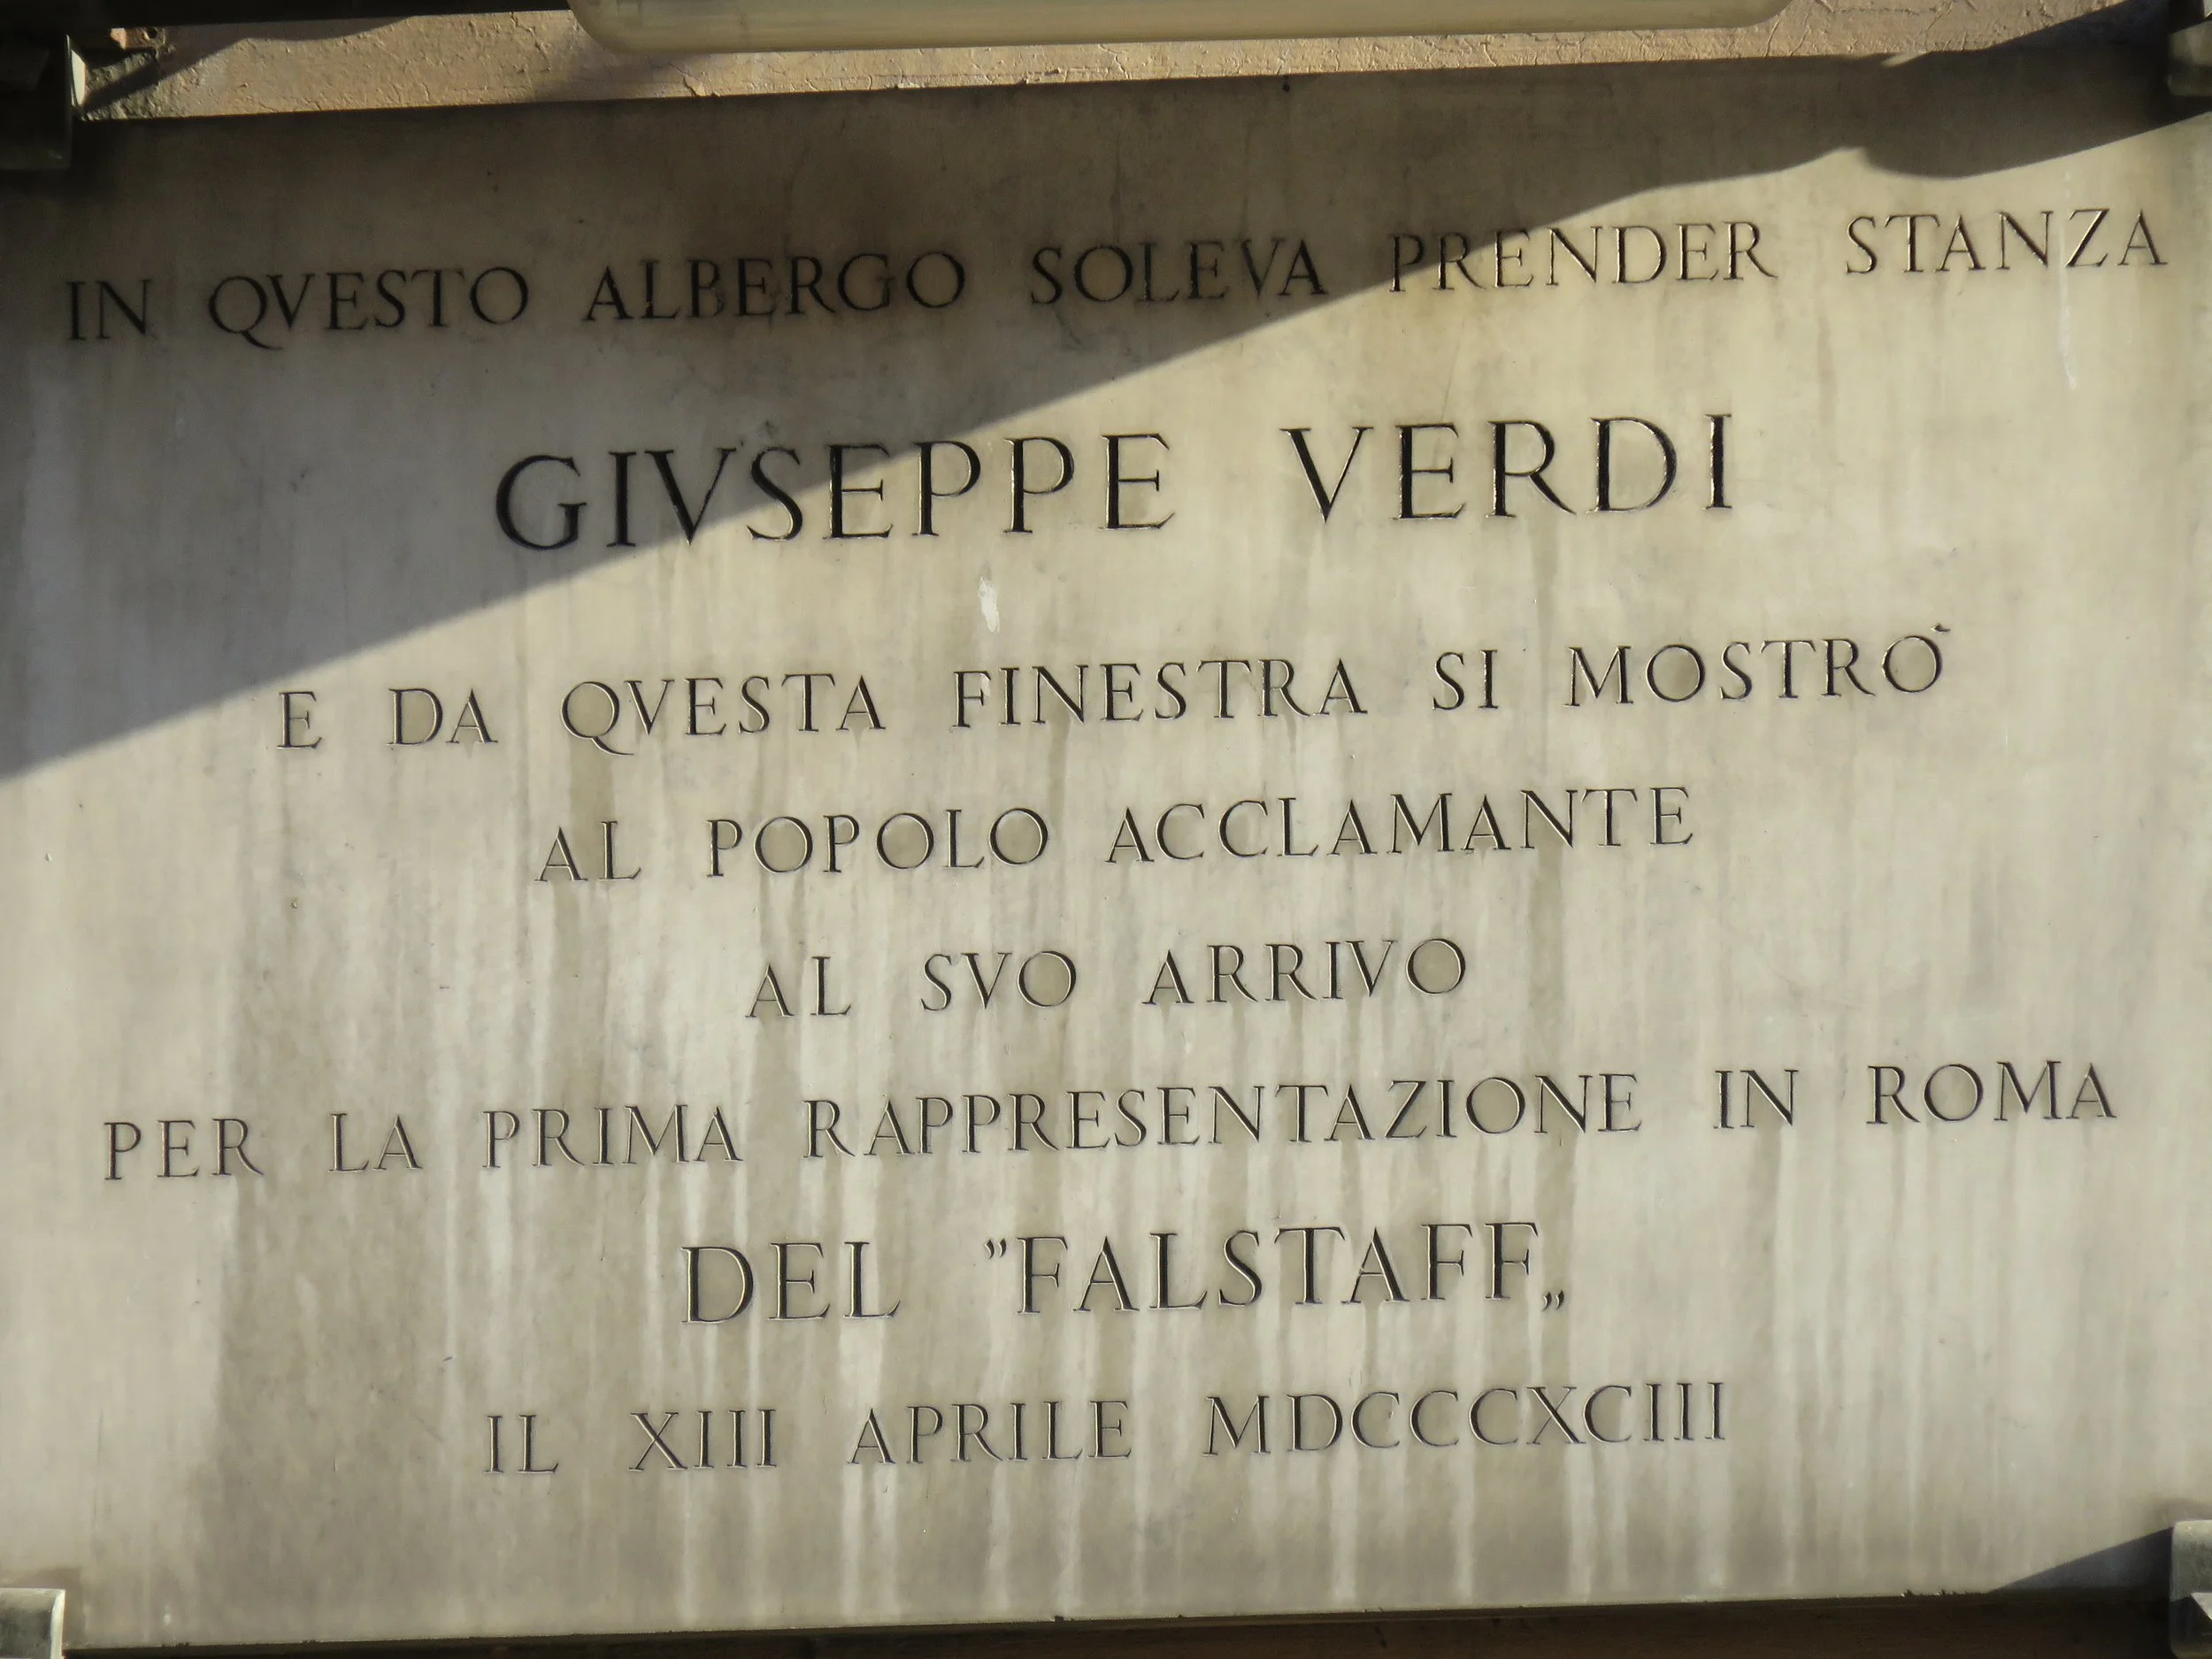 IN QVESTO ALBERGO SOLEVA PRENDER STANZA
GIVSEPPE VERDI
E DA QVESTA FINESTRA SI MOSTRÒ
AL POPOLO ACCLAMANTE
AL SVO ARRIVO
PER LA PRIMA RAPPRESENTAZIONE IN ROMA
DEL ”FALSTAFF„
IL XIII APRILE MDCCCXCIII